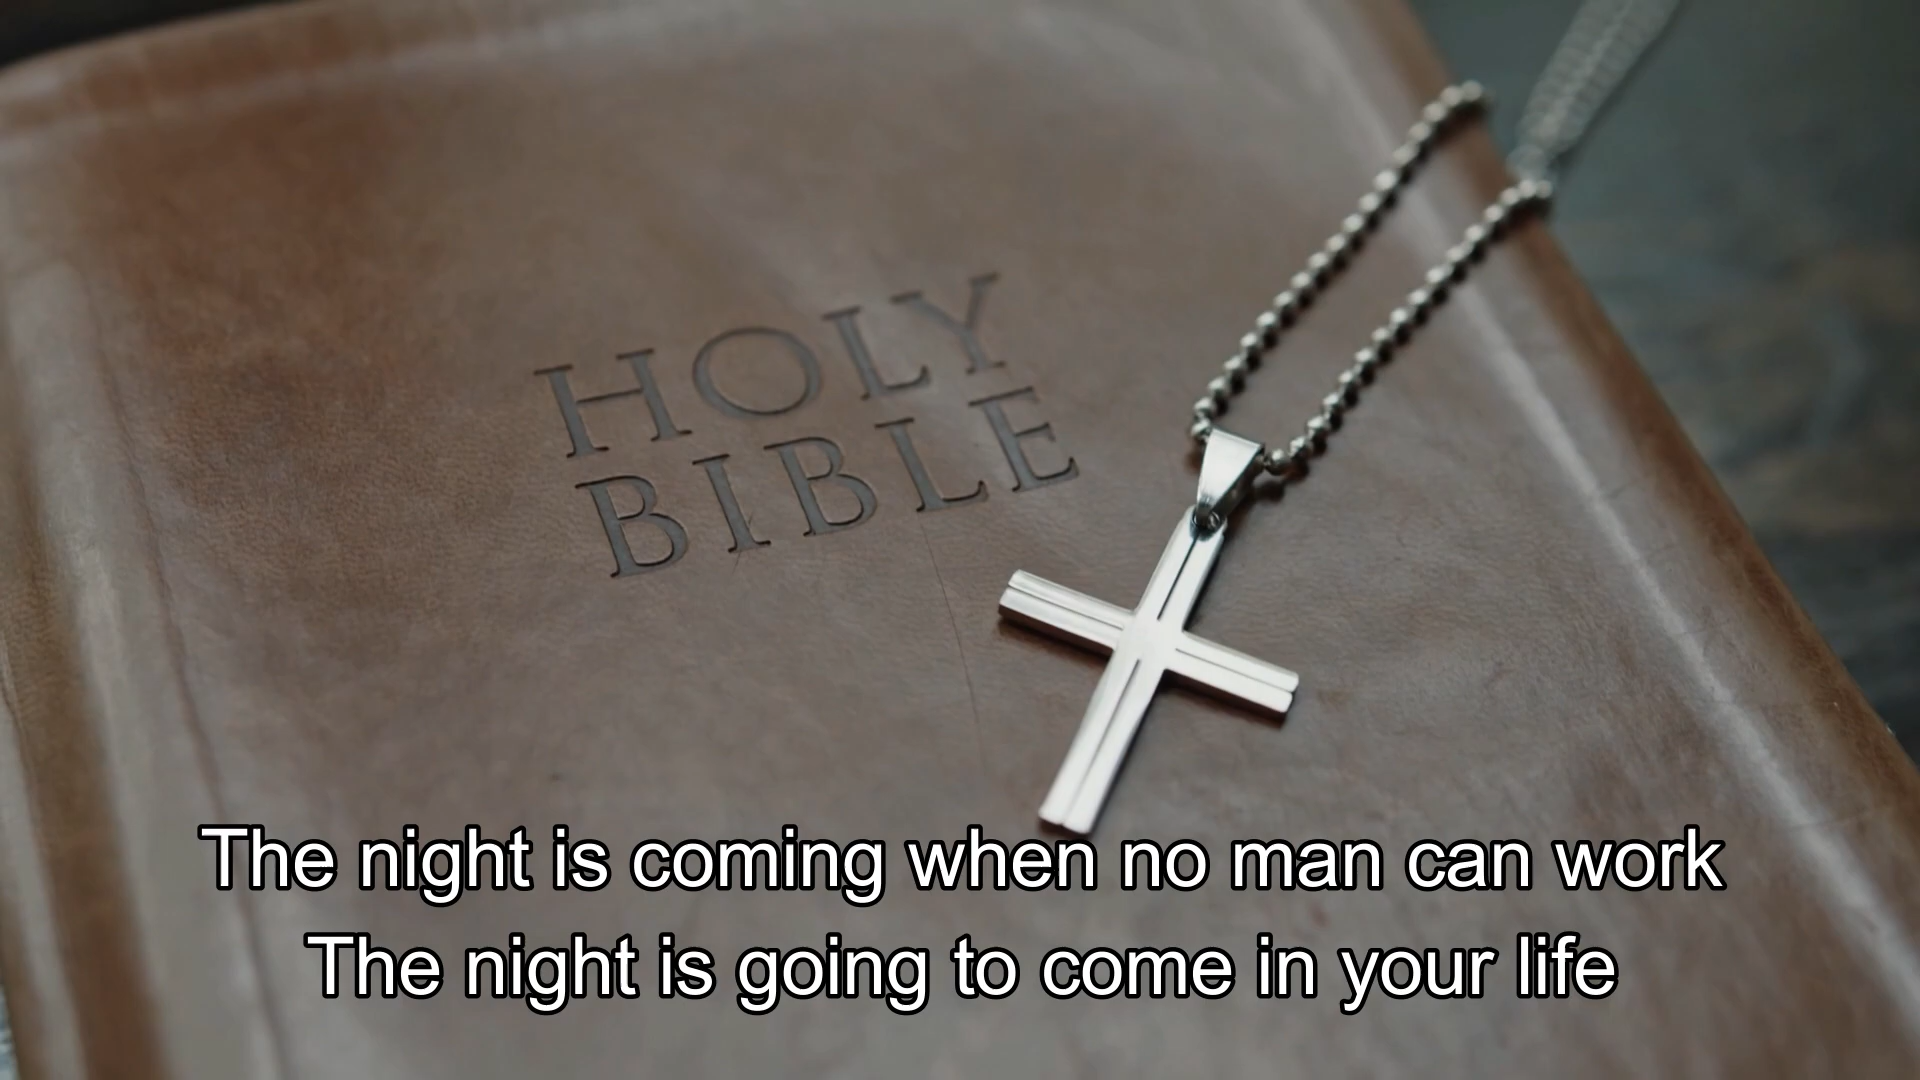 HOLY
BIBLE
The night is coming when no man can work
The night is going to come in your life